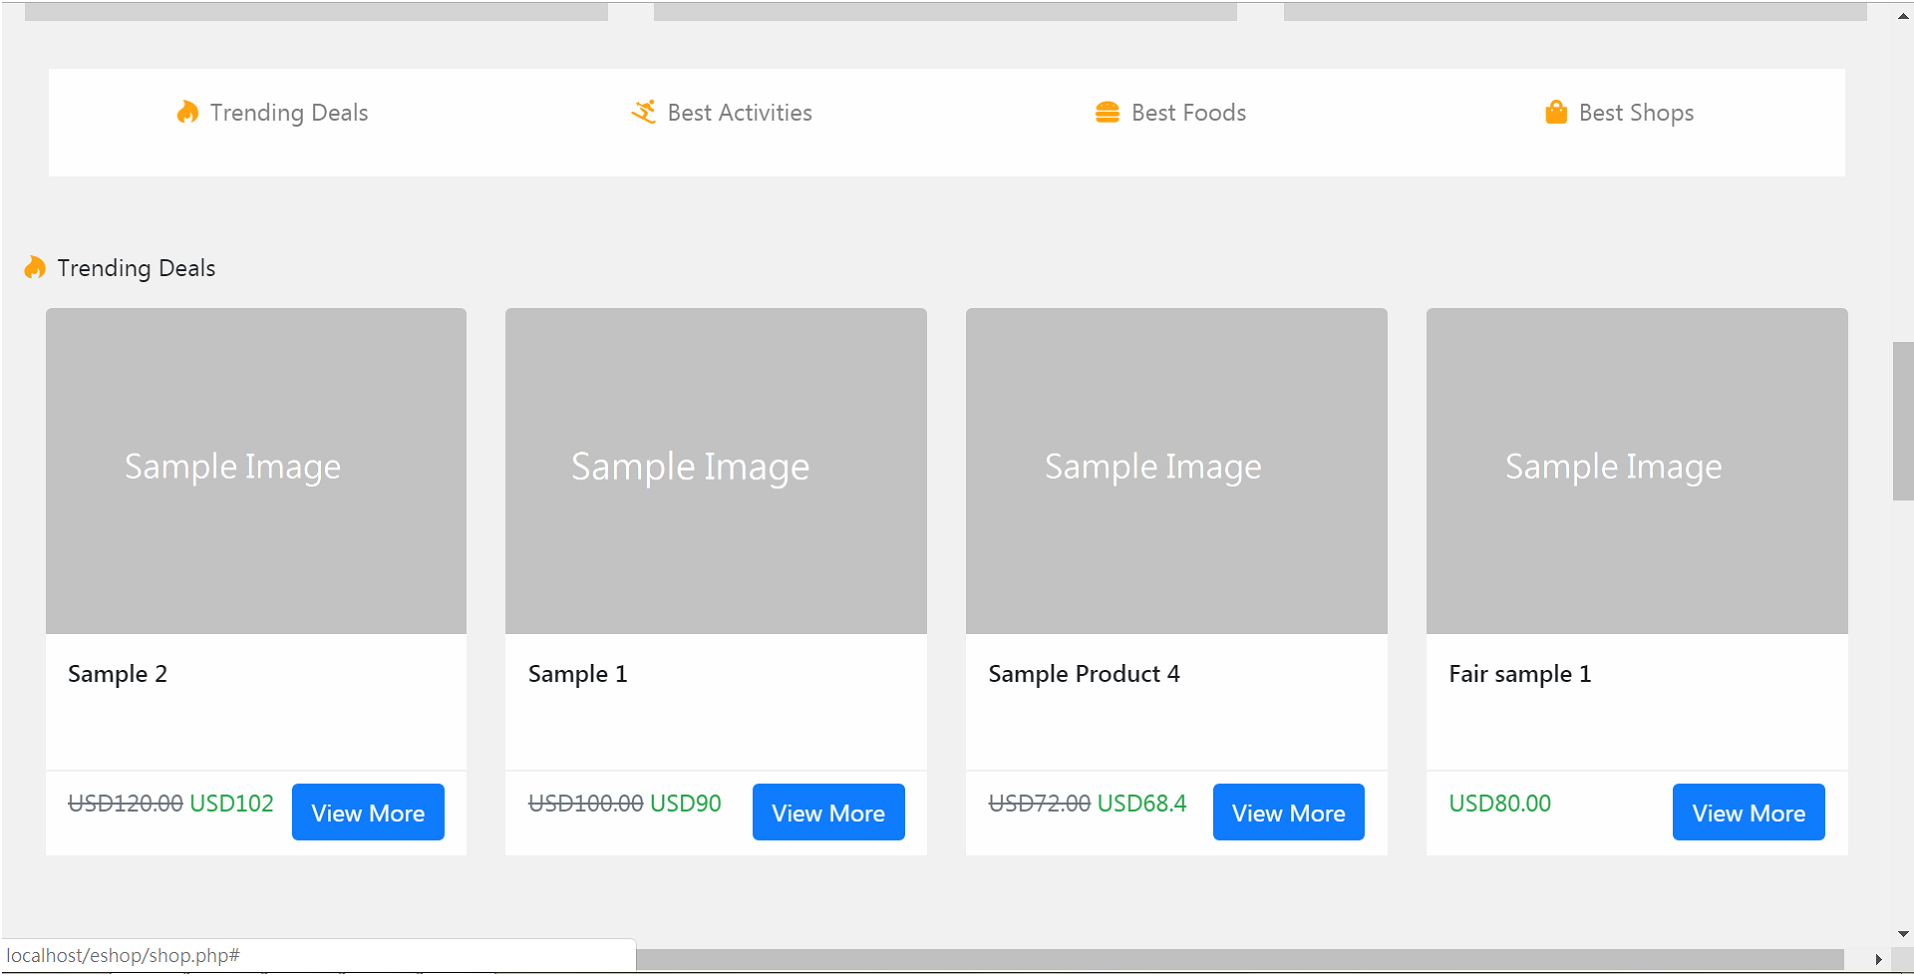 Trending Deals Best Activities Best Foods Best Shops
Trending Deals
Sample Image Sample Image Sample Image Sample Image
Sample 2 Sample 1 Sample Product 4 Fair sample 1
USD120.00 USD102 View More USD100.00 USD90 View More USD72.00 USD68.4 View More USD80.00 View More
localhost/eshop/shop.php#